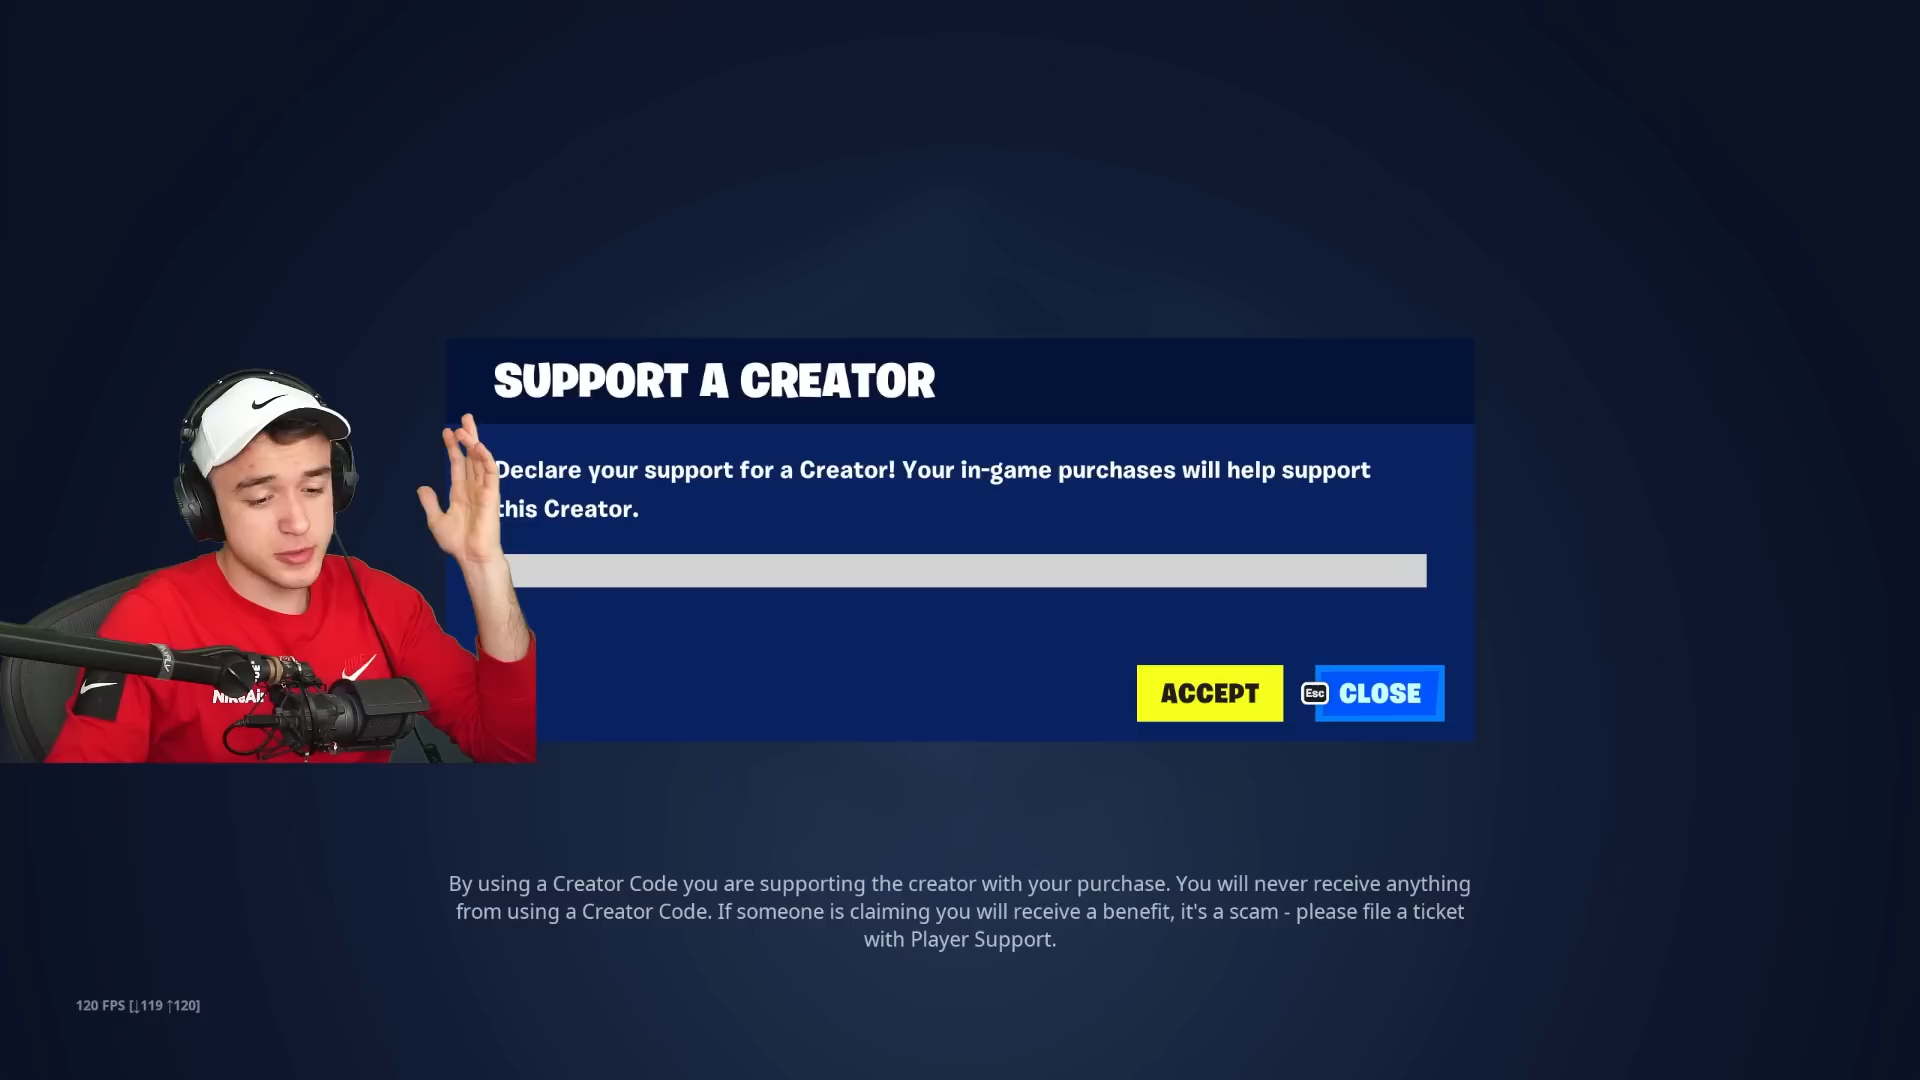 SUPPORT A CREATOR
Declare your support for a Creator! Your in-game purchases will help support
this Creator.
ACCEPT
Esc
CLOSE
By using a Creator Code you are supporting the creator with your purchase. You will never receive anything
from using a Creator Code. If someone is claiming you will receive a benefit, it's a scam - please file a ticket
with Player Support.
120 FPS [↓119 ↑120]